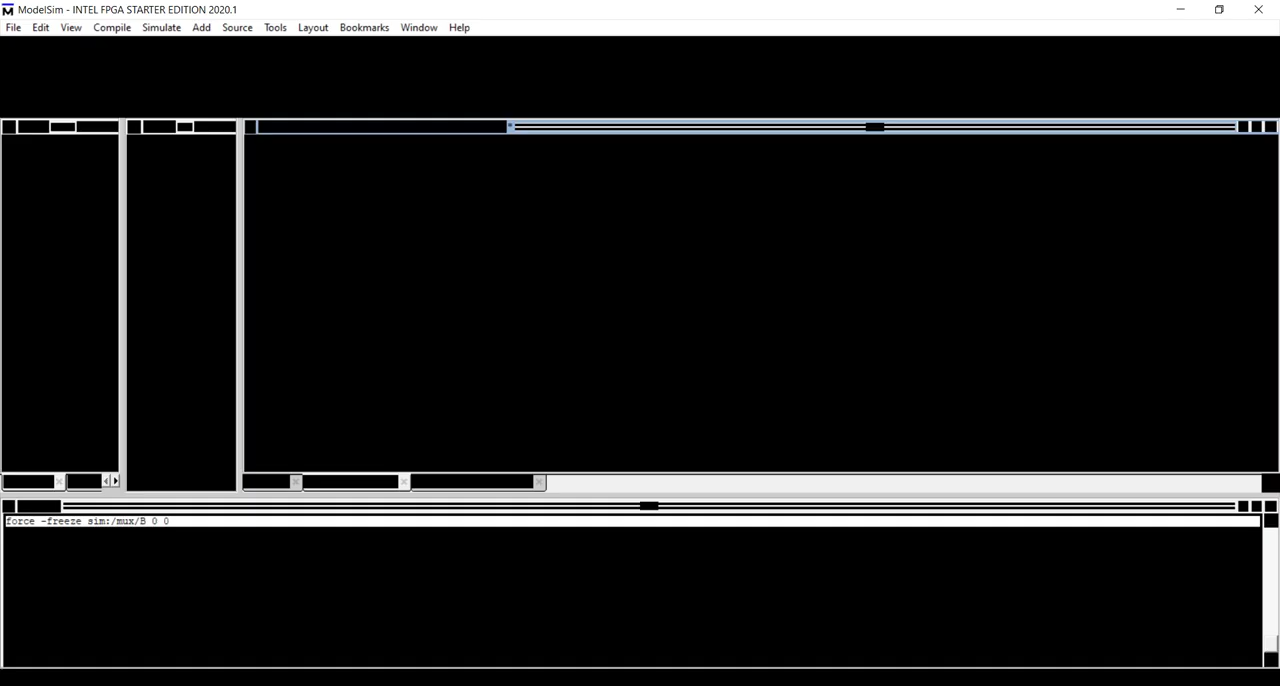 ModelSim - INTEL FPGA STARTER EDITION 2020.1
File Edit View Compile Simulate Add Source Tools Layout Bookmarks Window Help
force -freeze sim:/mux/B 0 0